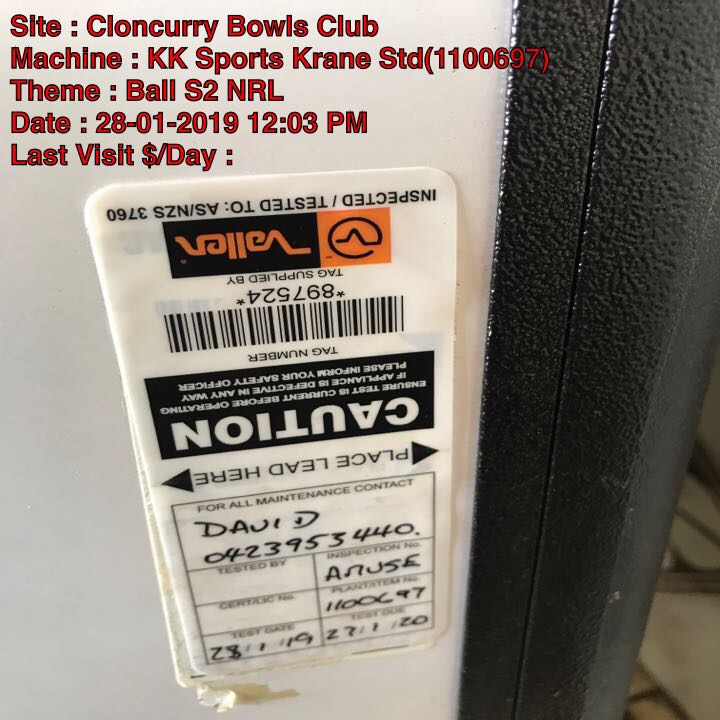 Site : Cloncurry Bowls Club
Machine : KK Sports Krane Std(1100697)
Theme : Ball S2 NRL
Date : 28-01-2019 12:03 PM
Last Visit $/Day :
FOR ALL MAINTENANCE CONTACT
DAVID
0423953440.
TESTED BY
INSPECTION No.
AMUSE
CERT/LIC No.
PLANT/ITEM No.
1100697
TEST DATE
TEST DUE
28/1/19
27/1/20
PLACE LEAD HERE
CAUTION
ENSURE TEST IS CURRENT BEFORE OPERATING
IF APPLIANCE IS DEFECTIVE IN ANY WAY
PLEASE INFORM YOUR SAFETY OFFICER
TAG NUMBER
*897524*
TAG SUPPLIED BY
Vallen
INSPECTED / TESTED TO: AS/NZS 3760